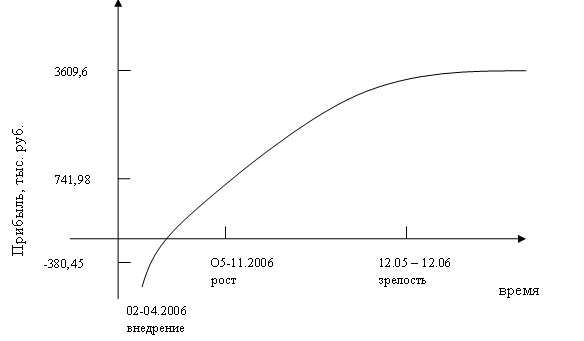 3609,6
Прибыль, тыс. руб.
741,98
-380,45
О5-11.2006
рост
12.05 – 12.06
зрелость
время
02-04.2006
внедрение